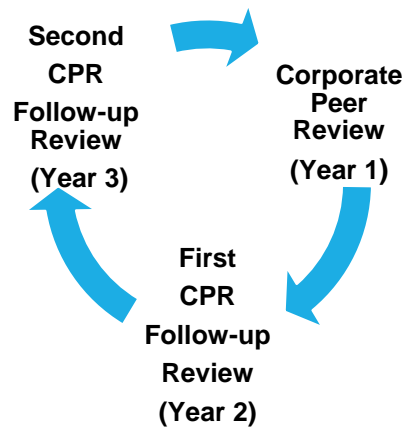 Second
CPR
Follow-up
Review
(Year 3)
Corporate
Peer
Review
(Year 1)
First
CPR
Follow-up
Review
(Year 2)